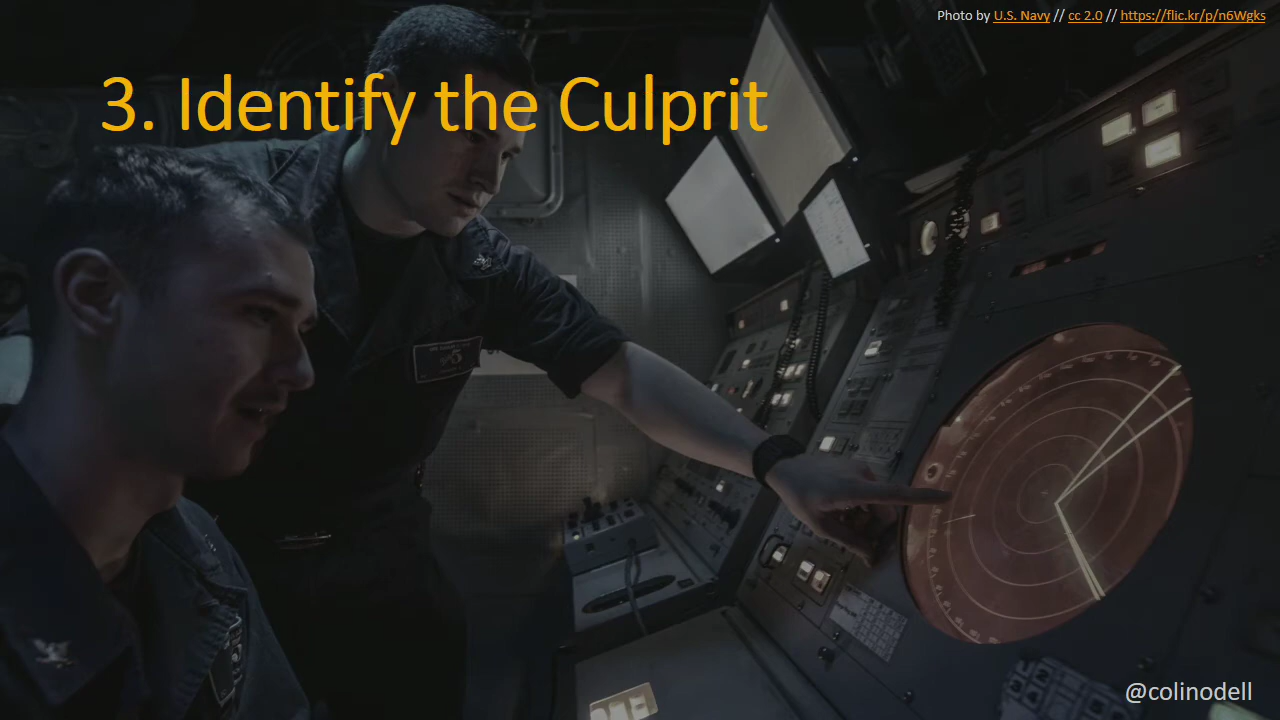 Photo by U.S. Navy // cc 2.0 // https://flic.kr/p/n6Wgks
3. Identify the Culprit
@colinodell